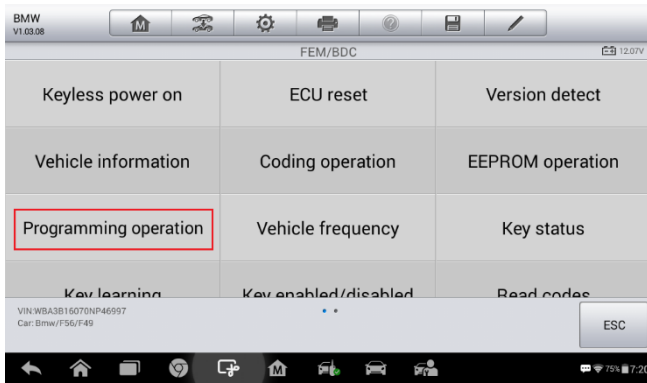 BMW
V1.03.08
FEM/BDC
12.07V
Keyless power on
ECU reset
Version detect
Vehicle information
Coding operation
EEPROM operation
Programming operation
Vehicle frequency
Key status
Key learning
Key enabled/disabled
Read codes
VIN:WBA3B16070NP46997
Car: Bmw/F56/F49
ESC
75% 7:20